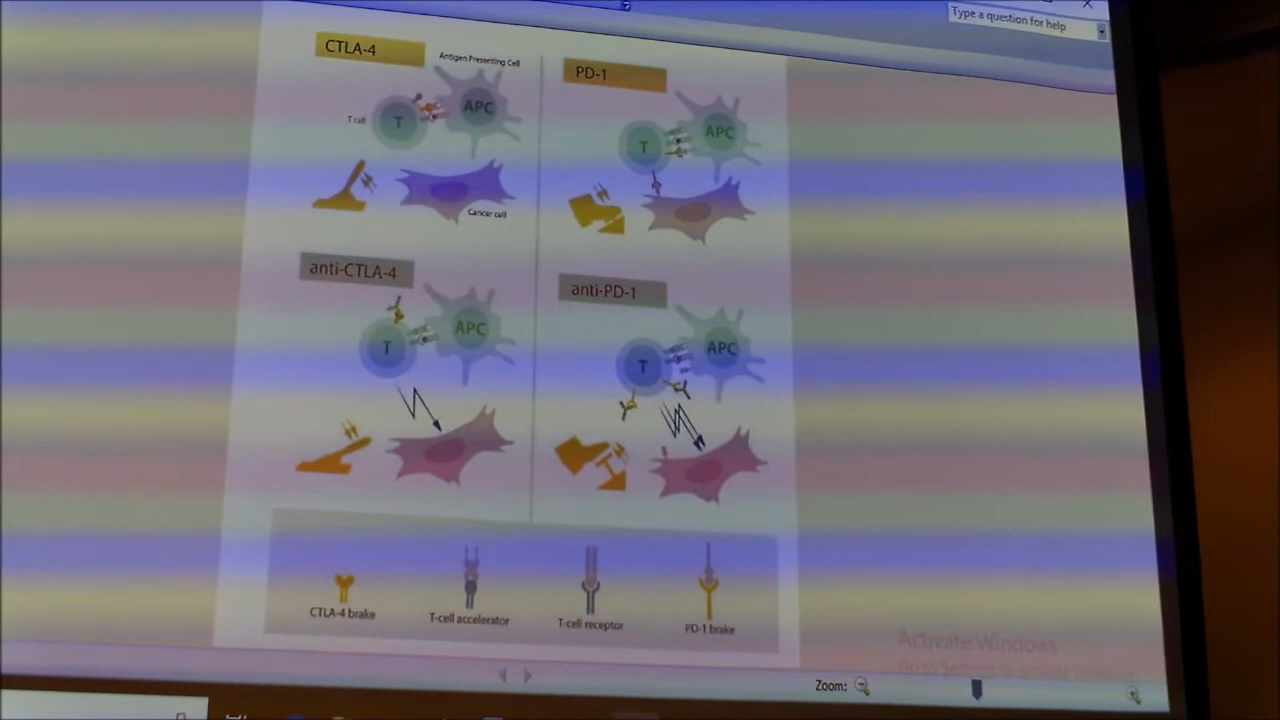 Type a question for help
CTLA-4
Antigen Presenting Cell
T
APC
T cell
Cancer cell
PD-1
T
APC
anti-CTLA-4
T
APC
anti-PD-1
T
APC
CTLA-4 brake
T-cell accelerator
T-cell receptor
PD-1 brake
Activate Windows
Zoom: